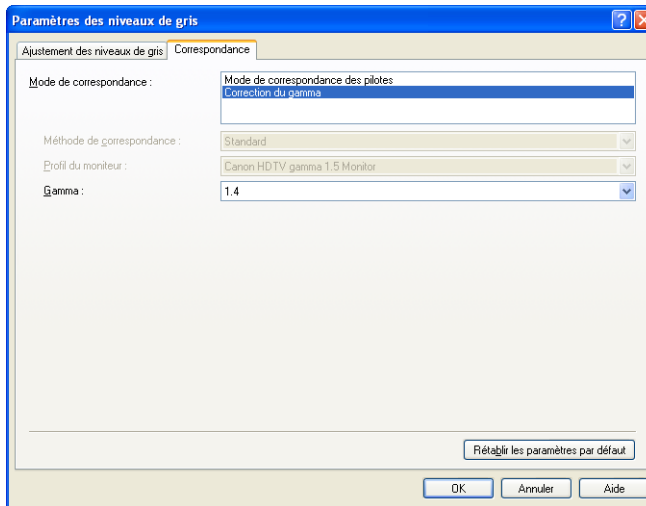 Paramètres des niveaux de gris
Ajustement des niveaux de gris Correspondance
Mode de correspondance : Mode de correspondance des pilotes
Correction du gamma
Méthode de correspondance : Standard
Profil du moniteur : Canon HDTV gamma 1.5 Monitor
Gamma : 1.4
Rétablir les paramètres par défaut
OK Annuler Aide